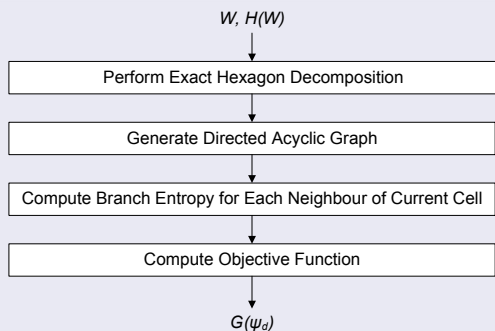 W, H(W)
Perform Exact Hexagon Decomposition
Generate Directed Acyclic Graph
Compute Branch Entropy for Each Neighbour of Current Cell
Compute Objective Function
G(ψd)